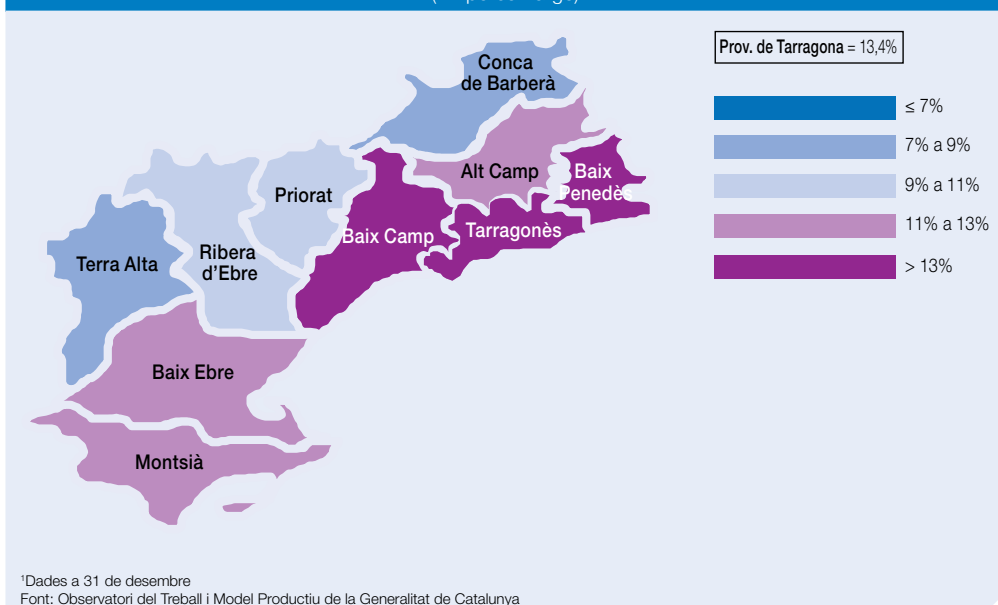 Prov. de Tarragona = 13,4%
≤ 7%
7% a 9%
9% a 11%
11% a 13%
> 13%
Conca
de Barberà
Alt Camp
Baix
Penedès
Priorat
Baix Camp
Tarragonès
Ribera
d'Ebre
Terra Alta
Baix Ebre
Montsià
¹Dades a 31 de desembre
Font: Observatori del Treball i Model Productiu de la Generalitat de Catalunya